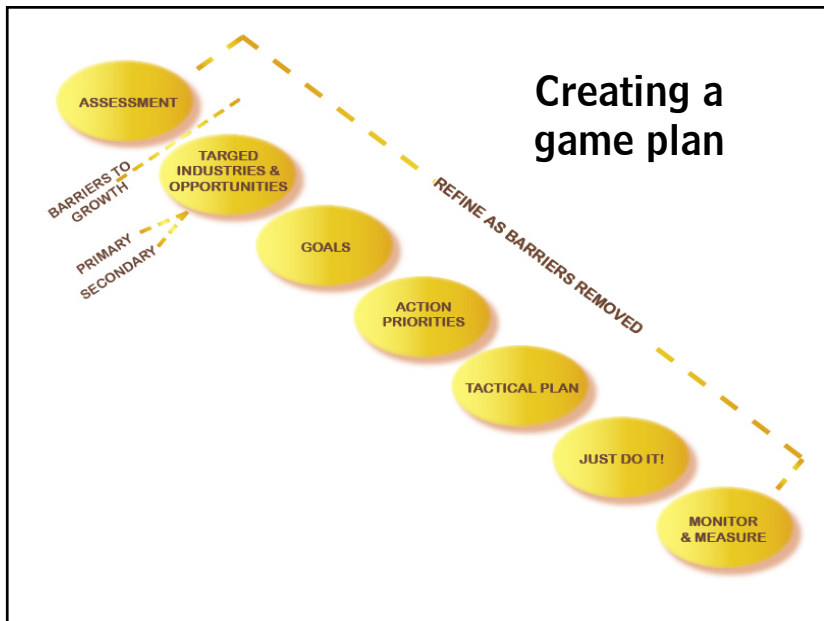 Creating a
game plan
ASSESSMENT
BARRIERS TO
GROWTH
TARGED
INDUSTRIES &
OPPORTUNITIES
PRIMARY
SECONDARY
GOALS
REFINE AS BARRIERS REMOVED
ACTION
PRIORITIES
TACTICAL PLAN
JUST DO IT!
MONITOR
& MEASURE